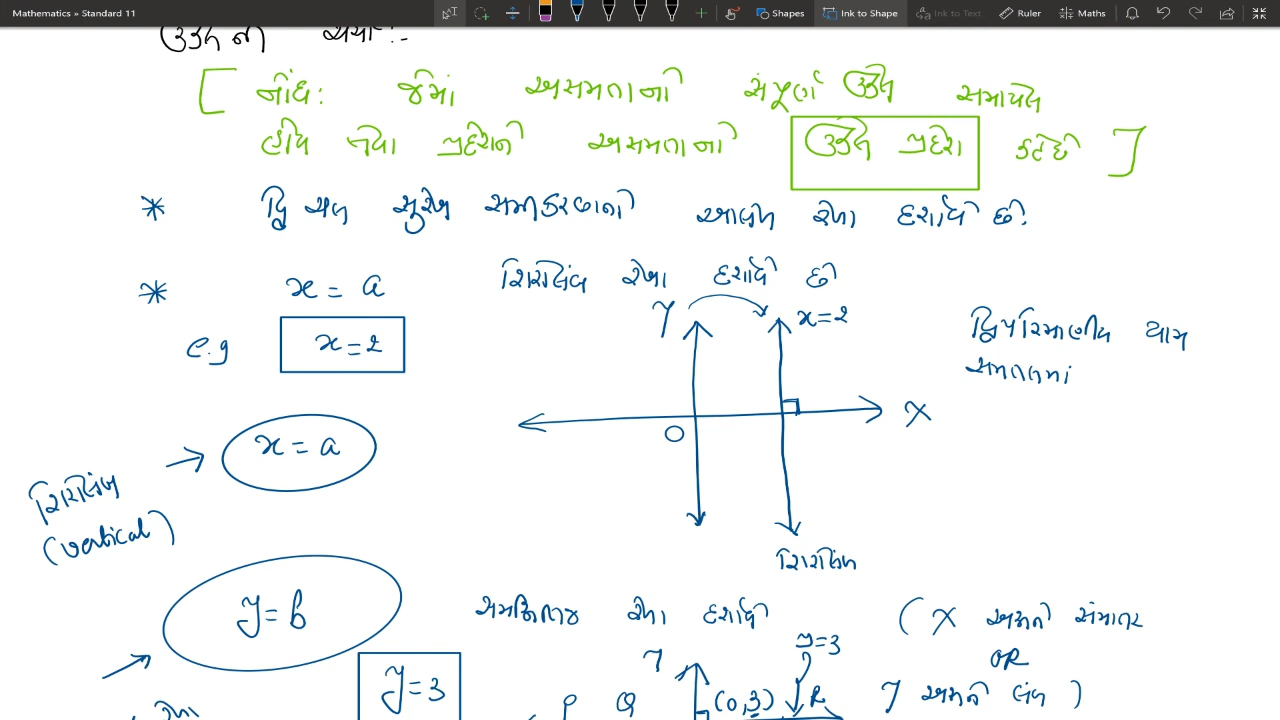 Mathematics » Standard 11
Shapes Ink to Shape Ink to Text Ruler Maths
ઉકેલ ની ચર્ચા :-
[ નોંધ: જેમાં અસમતાનો સંપૂર્ણ ઉકેલ સમાયેલ
હોય તેવા પ્રદેશને અસમતાનો ઉકેલ પ્રદેશ કહે છે ]
* દ્વિ ચલ સુરેખ સમીકરણનો આલેખ રેખા દર્શાવે છે.
* x = a શિરોલંબ રેખા દર્શાવે છે
e.g x = 2
Y x=2
દ્વિપરિમાણીય યામ
સમતલમાં
→ x = a
O X
શિરોલંબ
(vertical)
શિરોલંબ
y = b સમક્ષિતિજ રેખા દર્શાવે ( X અક્ષને સમાંતર
OR
Y અક્ષને લંબ )
y = 3
Y y=3
P Q (0,3) R
રેખા